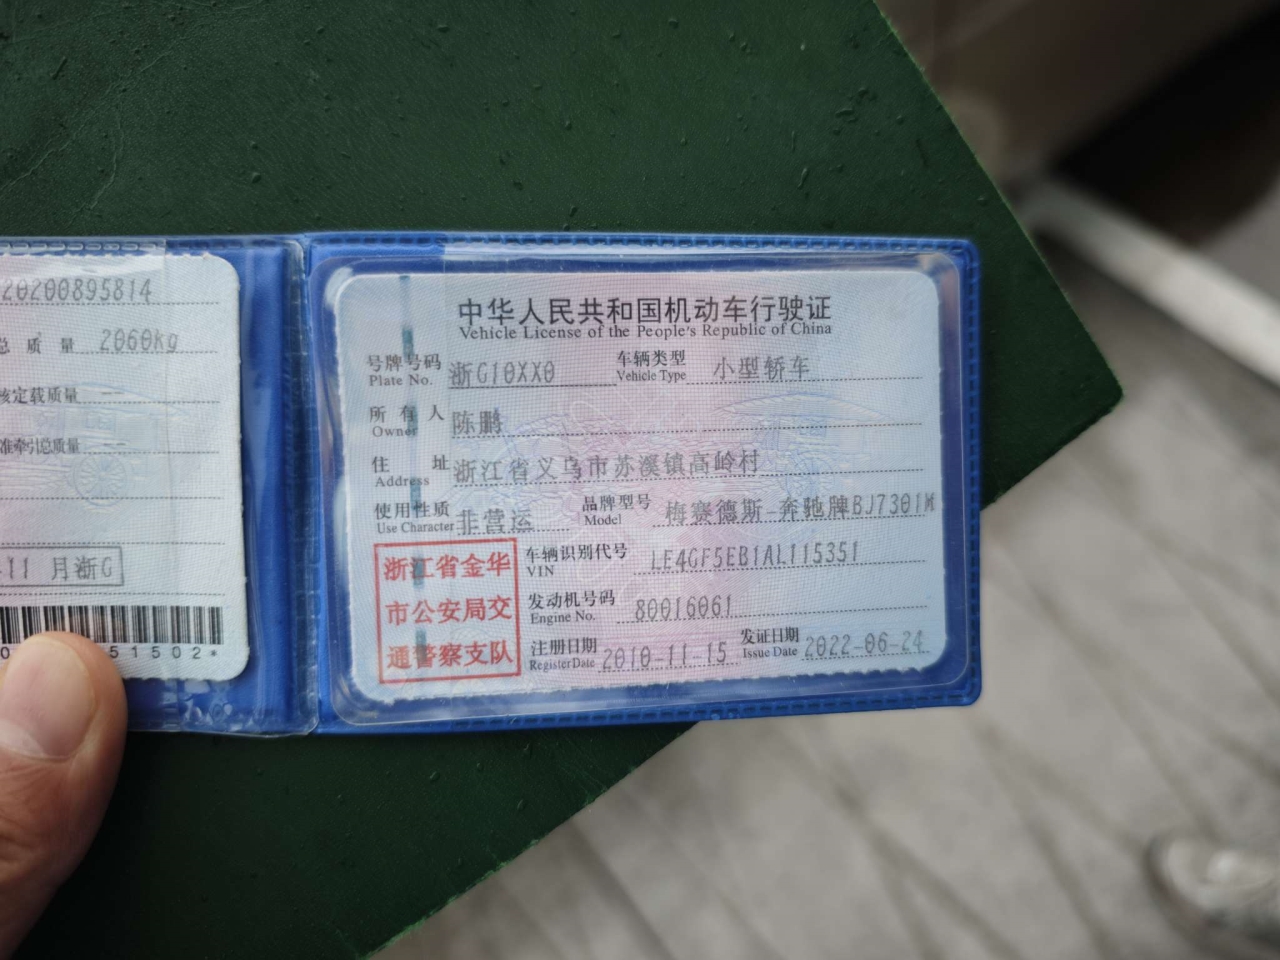 20200895814
总质量 2060kg
核定载质量 --
准牵引总质量 --
-11 月浙G
51502*
中华人民共和国机动车行驶证
Vehicle License of the People's Republic of China
号牌号码 浙G10XX0 车辆类型 小型轿车
Plate No. Vehicle Type
所有人 陈鹏
Owner
住址 浙江省义乌市苏溪镇高岭村
Address
使用性质 非营运 品牌型号 梅赛德斯-奔驰牌BJ7301M
Use Character Model
浙江省金华
市公安局交
通警察支队
车辆识别代号 LE4GF5EB1AL115351
VIN
发动机号码 80016061
Engine No.
注册日期 2010-11-15 发证日期 2022-06-24
Register Date Issue Date